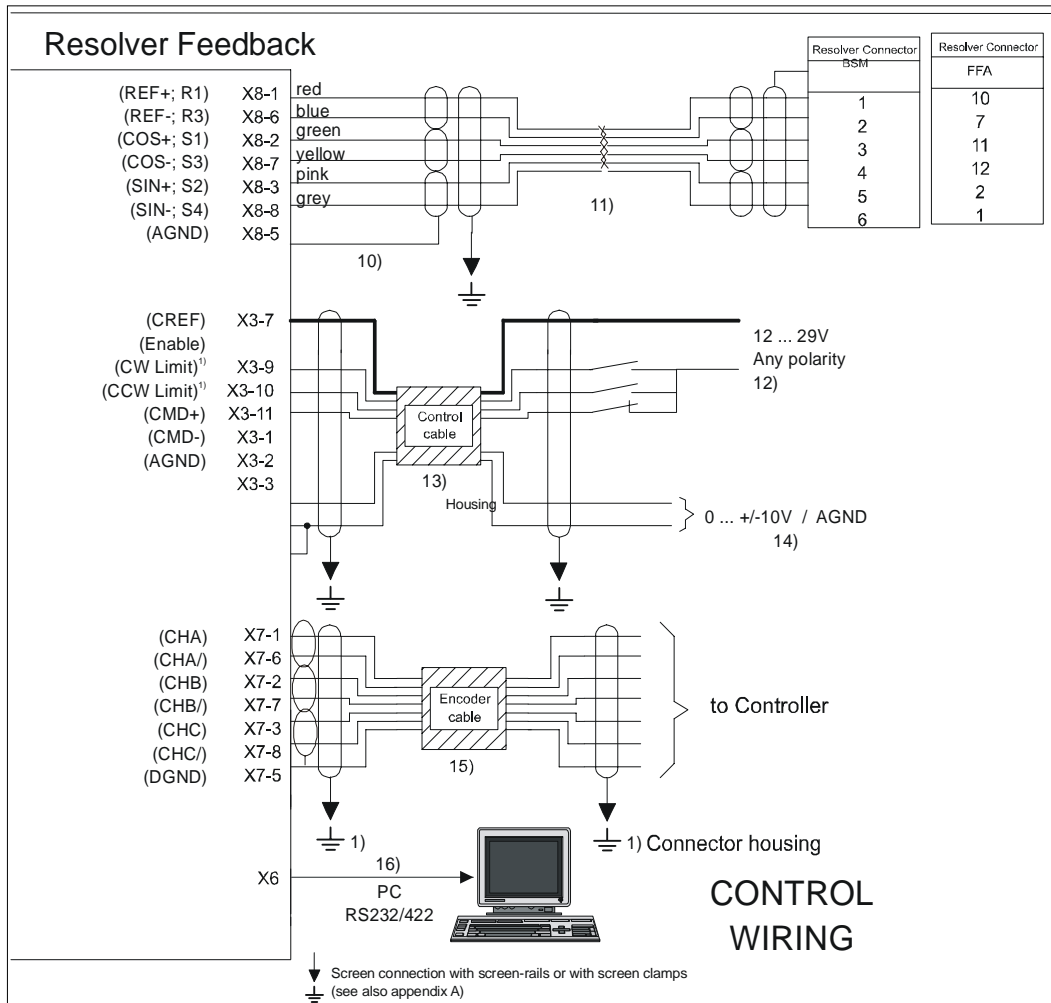 Resolver Feedback
(REF+; R1) X8-1 red
(REF-; R3) X8-6 blue
(COS+; S1) X8-2 green
(COS-; S3) X8-7 yellow
(SIN+; S2) X8-3 pink
(SIN-; S4) X8-8 grey
(AGND) X8-5
10)
11)
Resolver Connector
BSM
1
2
3
4
5
6
Resolver Connector
FFA
10
7
11
12
2
1
(CREF) X3-7
(Enable)
(CW Limit)1) X3-9
(CCW Limit)1) X3-10
(CMD+) X3-11
(CMD-) X3-1
(AGND) X3-2
X3-3
Control
cable
13)
Housing
12 ... 29V
Any polarity
12)
0 ... +/-10V / AGND
14)
(CHA) X7-1
(CHA/) X7-6
(CHB) X7-2
(CHB/) X7-7
(CHC) X7-3
(CHC/) X7-8
(DGND) X7-5
Encoder
cable
15)
to Controller
1)
1) Connector housing
X6
16)
PC
RS232/422
CONTROL
WIRING
Screen connection with screen-rails or with screen clamps
(see also appendix A)